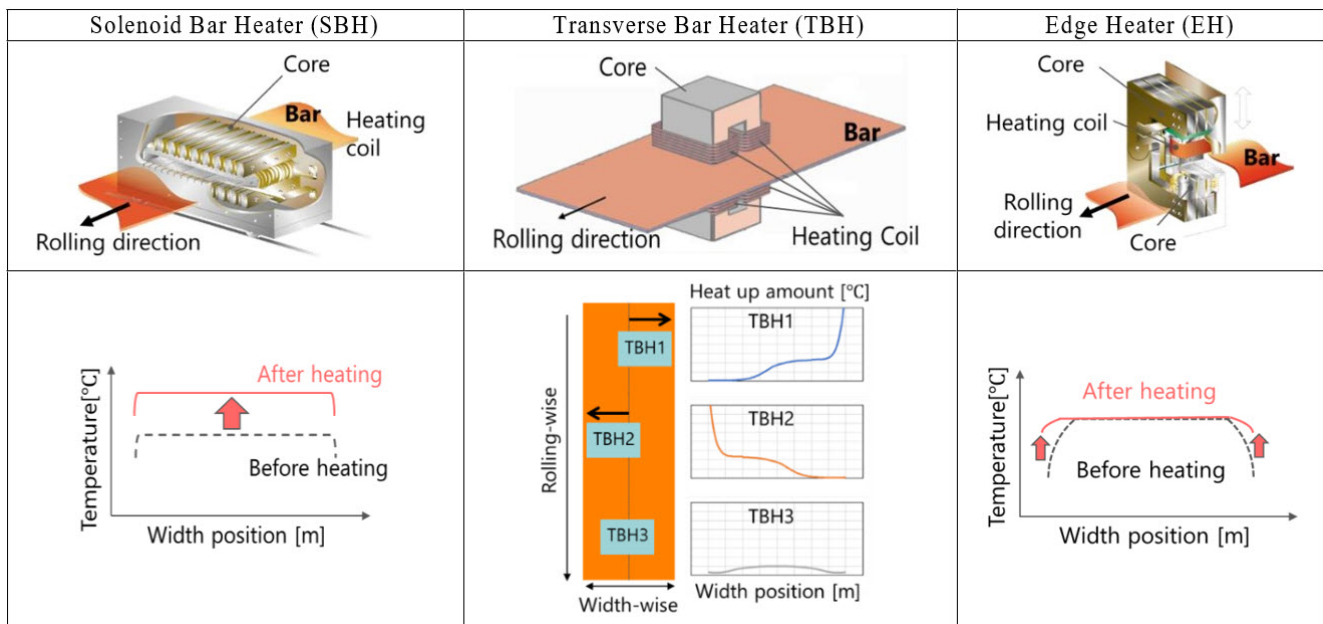 Solenoid Bar Heater (SBH)
Transverse Bar Heater (TBH)
Edge Heater (EH)
Core
Bar
Heating
coil
Rolling direction
Core
Bar
Rolling direction
Heating Coil
Core
Heating coil
Bar
Rolling
direction
Core
Temperature[℃]
After heating
Before heating
Width position [m]
Rolling-wise
TBH1
TBH2
TBH3
Width-wise
Heat up amount [℃]
TBH1
TBH2
TBH3
Width position [m]
Temperature[℃]
After heating
Before heating
Width position [m]